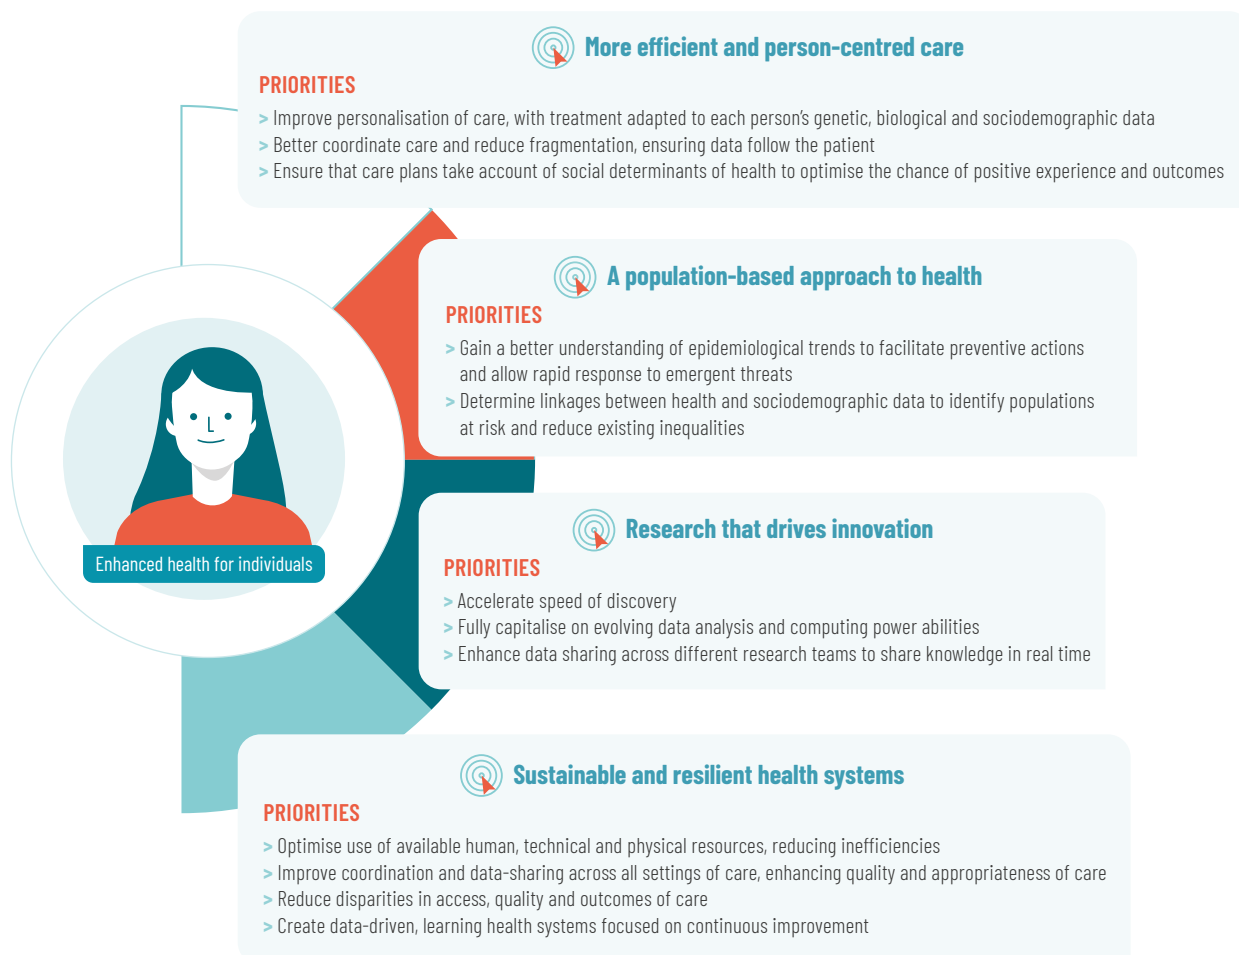 More efficient and person-centred care
PRIORITIES
> Improve personalisation of care, with treatment adapted to each person's genetic, biological and sociodemographic data
> Better coordinate care and reduce fragmentation, ensuring data follow the patient
> Ensure that care plans take account of social determinants of health to optimise the chance of positive experience and outcomes
A population-based approach to health
PRIORITIES
> Gain a better understanding of epidemiological trends to facilitate preventive actions
and allow rapid response to emergent threats
> Determine linkages between health and sociodemographic data to identify populations
at risk and reduce existing inequalities
Enhanced health for individuals
Research that drives innovation
PRIORITIES
> Accelerate speed of discovery
> Fully capitalise on evolving data analysis and computing power abilities
> Enhance data sharing across different research teams to share knowledge in real time
Sustainable and resilient health systems
PRIORITIES
> Optimise use of available human, technical and physical resources, reducing inefficiencies
> Improve coordination and data-sharing across all settings of care, enhancing quality and appropriateness of care
> Reduce disparities in access, quality and outcomes of care
> Create data-driven, learning health systems focused on continuous improvement